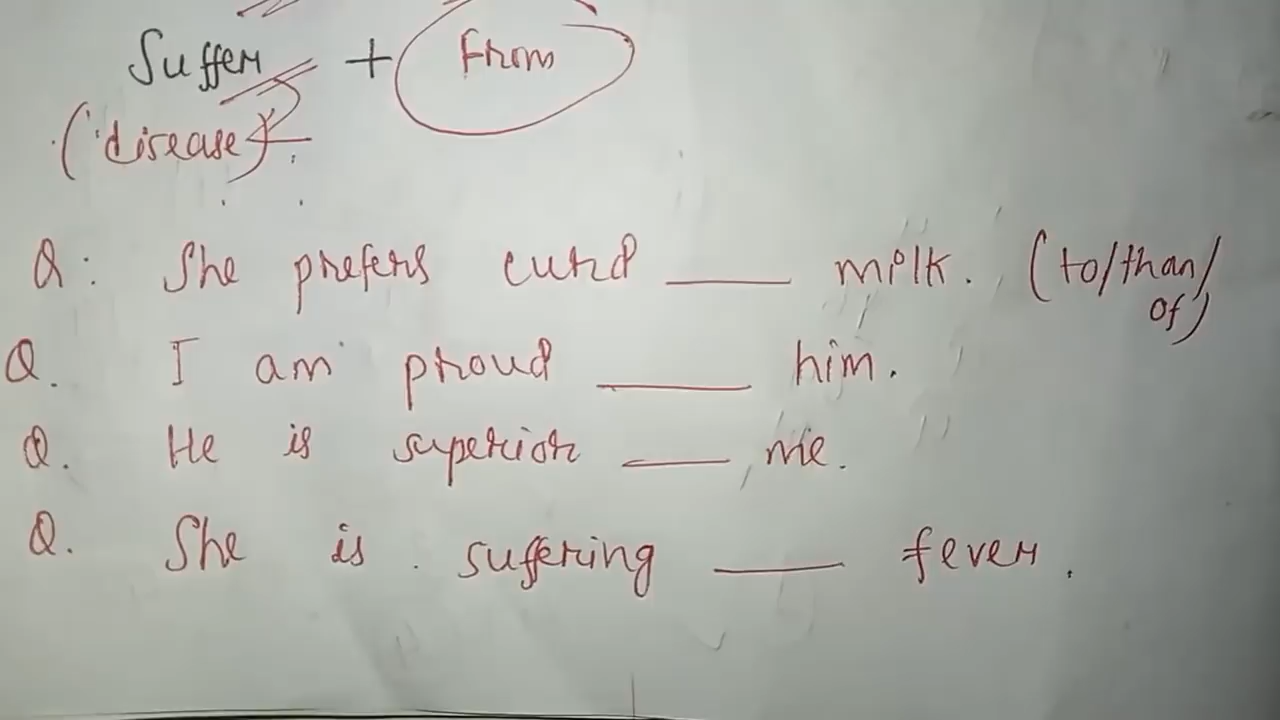 Suffer + From
(disease)
Q: She prefers curd ____ milk. (to/than/
of)
Q. I am proud ____ him.
Q. He is superior ____ me.
Q. She is suffering ____ fever.